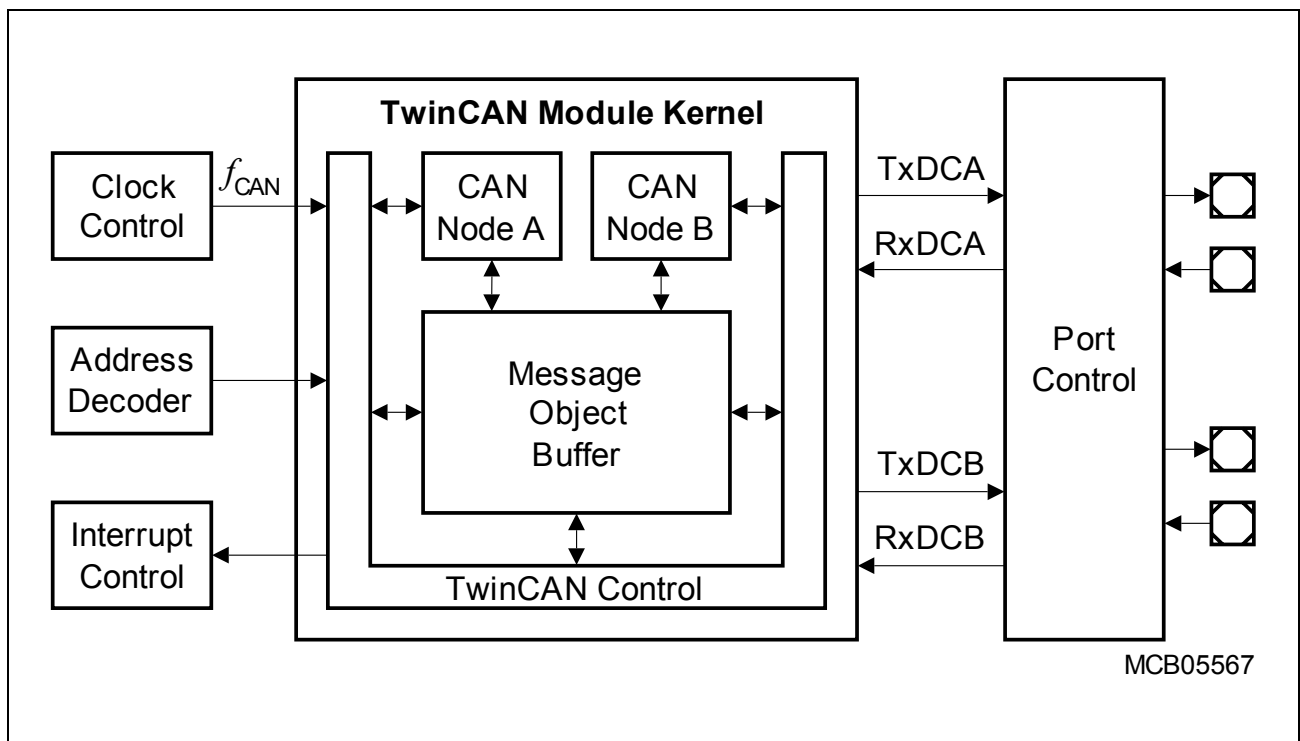 TwinCAN Module Kernel
Clock
Control
fCAN
CAN
Node A
CAN
Node B
TxDCA
RxDCA
Address
Decoder
Message
Object
Buffer
Port
Control
Interrupt
Control
TxDCB
RxDCB
TwinCAN Control
MCB05567